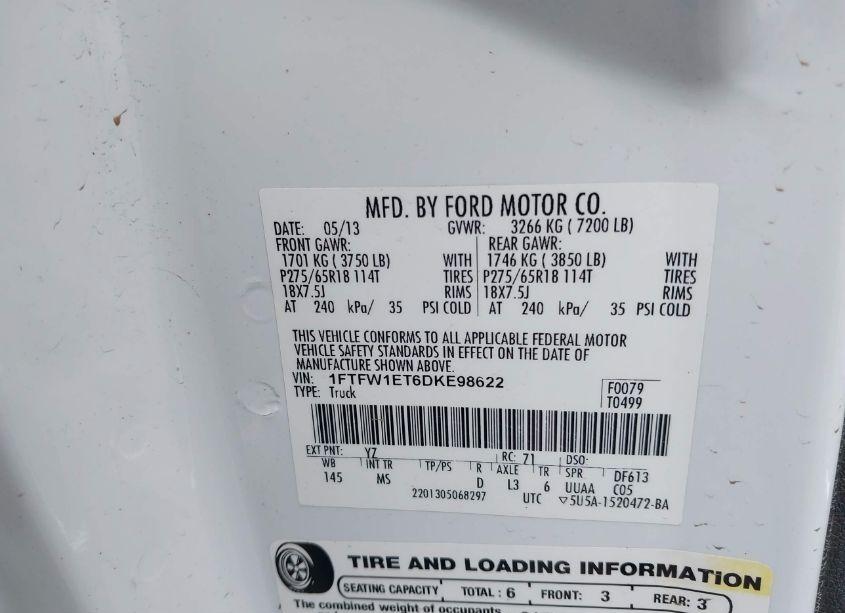 MFD. BY FORD MOTOR CO.
DATE: 05/13 GVWR: 3266 KG ( 7200 LB)
FRONT GAWR: REAR GAWR:
1701 KG ( 3750 LB) WITH 1746 KG ( 3850 LB) WITH
P275/65R18 114T TIRES P275/65R18 114T TIRES
18X7.5J RIMS 18X7.5J RIMS
AT 240 kPa/ 35 PSI COLD AT 240 kPa/ 35 PSI COLD
THIS VEHICLE CONFORMS TO ALL APPLICABLE FEDERAL MOTOR
VEHICLE SAFETY STANDARDS IN EFFECT ON THE DATE OF
MANUFACTURE SHOWN ABOVE.
VIN: 1FTFW1ET6DKE98622 F0079
TYPE: Truck T0499
EXT PNT: YZ RC: 71 DSO:
WB INT TR TP/PS R AXLE TR SPR DF613
145 MS D L3 6 UUAA C05
2201305068297 UTC ▽5U5A-1520472-BA
TIRE AND LOADING INFORMATION
SEATING CAPACITY TOTAL : 6 FRONT: 3 REAR: 3
The combined weight of occupants